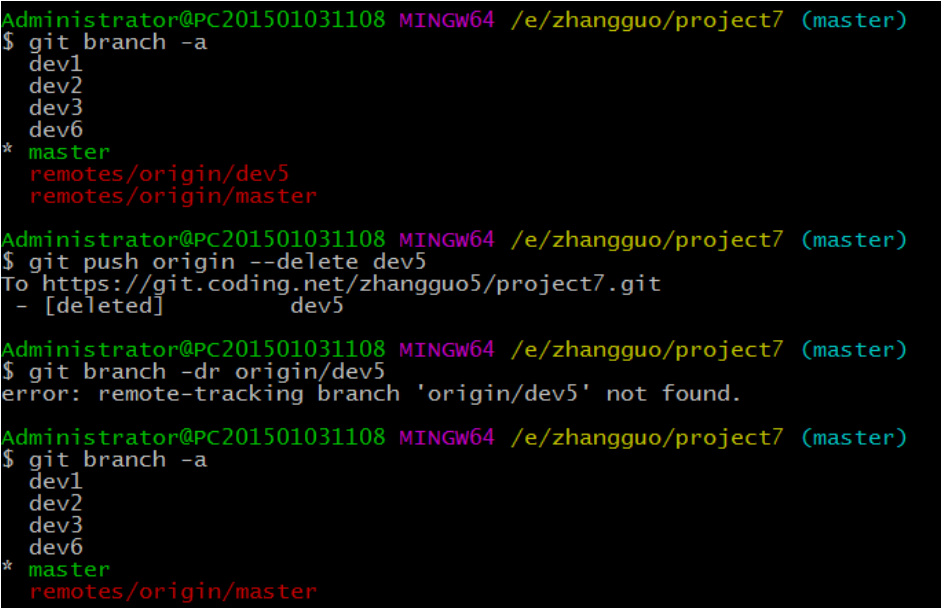 Administrator@PC201501031108 MINGW64 /e/zhangguo/project7 (master)
$ git branch -a
  dev1
  dev2
  dev3
  dev6
* master
  remotes/origin/dev5
  remotes/origin/master

Administrator@PC201501031108 MINGW64 /e/zhangguo/project7 (master)
$ git push origin --delete dev5
To https://git.coding.net/zhangguo5/project7.git
 - [deleted]         dev5

Administrator@PC201501031108 MINGW64 /e/zhangguo/project7 (master)
$ git branch -dr origin/dev5
error: remote-tracking branch 'origin/dev5' not found.

Administrator@PC201501031108 MINGW64 /e/zhangguo/project7 (master)
$ git branch -a
  dev1
  dev2
  dev3
  dev6
* master
  remotes/origin/master